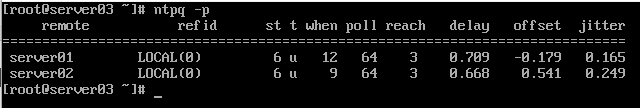 [root@server03 ~]# ntpq -p
     remote           refid      st t when poll reach   delay   offset  jitter
==============================================================================
 server01        LOCAL(0)         6 u   12   64    3    0.709   -0.179   0.165
 server02        LOCAL(0)         6 u    9   64    3    0.668    0.541   0.249
[root@server03 ~]# _